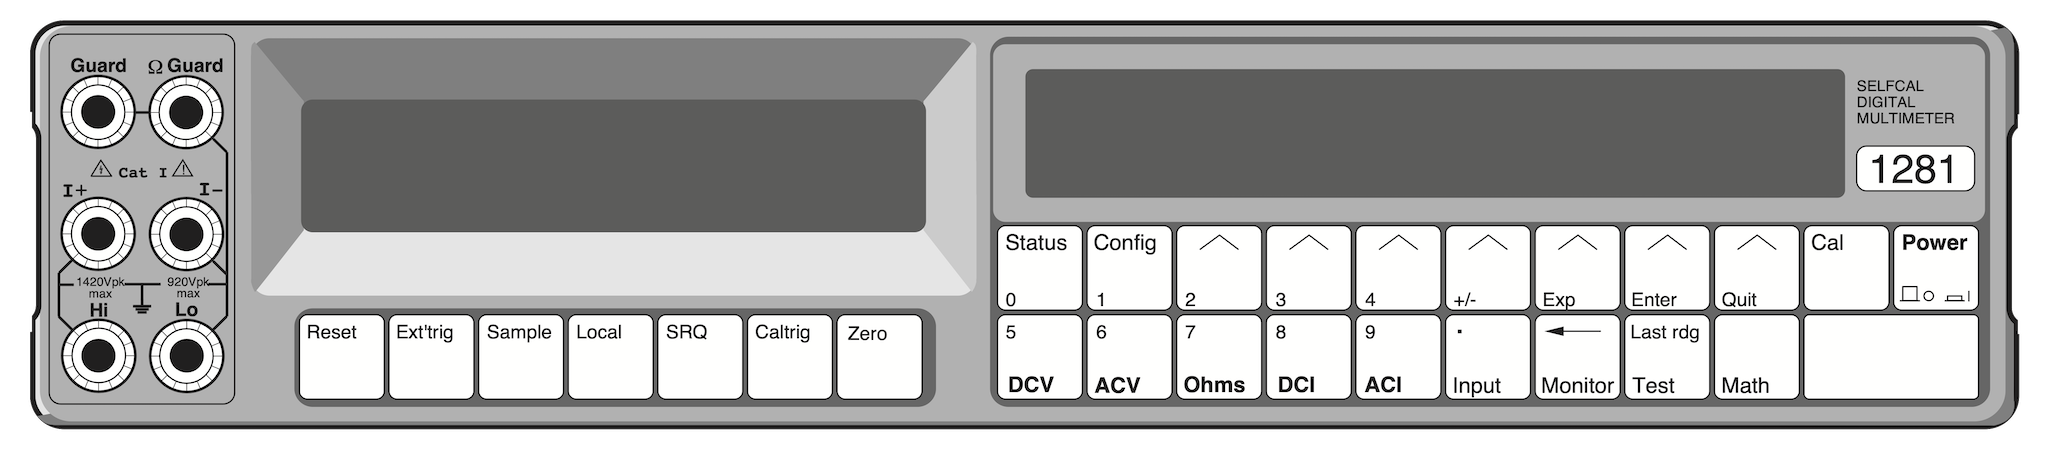 Guard Ω Guard
Cat I
I+ I-
1420Vpk max
920Vpk max
Hi Lo
Reset Ext'trig Sample Local SRQ Caltrig Zero
SELFCAL
DIGITAL
MULTIMETER
1281
Status Config Cal Power
0 1 2 3 4 +/- Exp Enter Quit
5 6 7 8 9 . Last rdg
DCV ACV Ohms DCI ACI Input Monitor Test Math